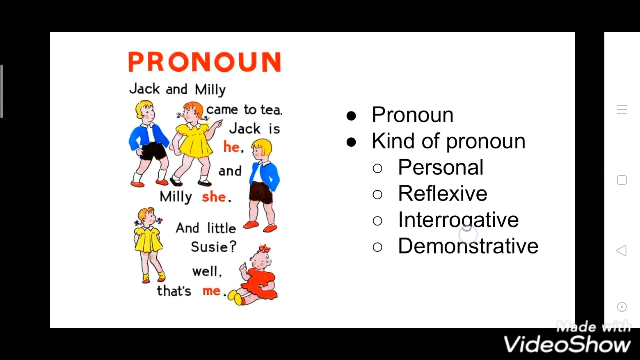 PRONOUN
Jack and Milly
came to tea.
Jack is
he,
and
Milly she.
And little
Susie?
well,
that's me.
● Pronoun
● Kind of pronoun
○ Personal
○ Reflexive
○ Interrogative
○ Demonstrative
Made with
VideoShow